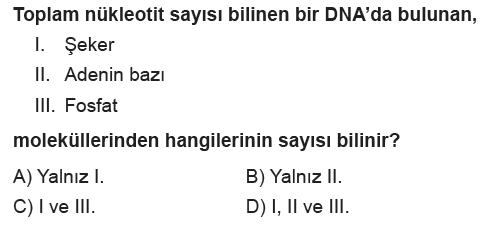 Toplam nükleotit sayısı bilinen bir DNA’da bulunan,
I. Şeker
II. Adenin bazı
III. Fosfat
moleküllerinden hangilerinin sayısı bilinir?
A) Yalnız I. B) Yalnız II.
C) I ve III. D) I, II ve III.